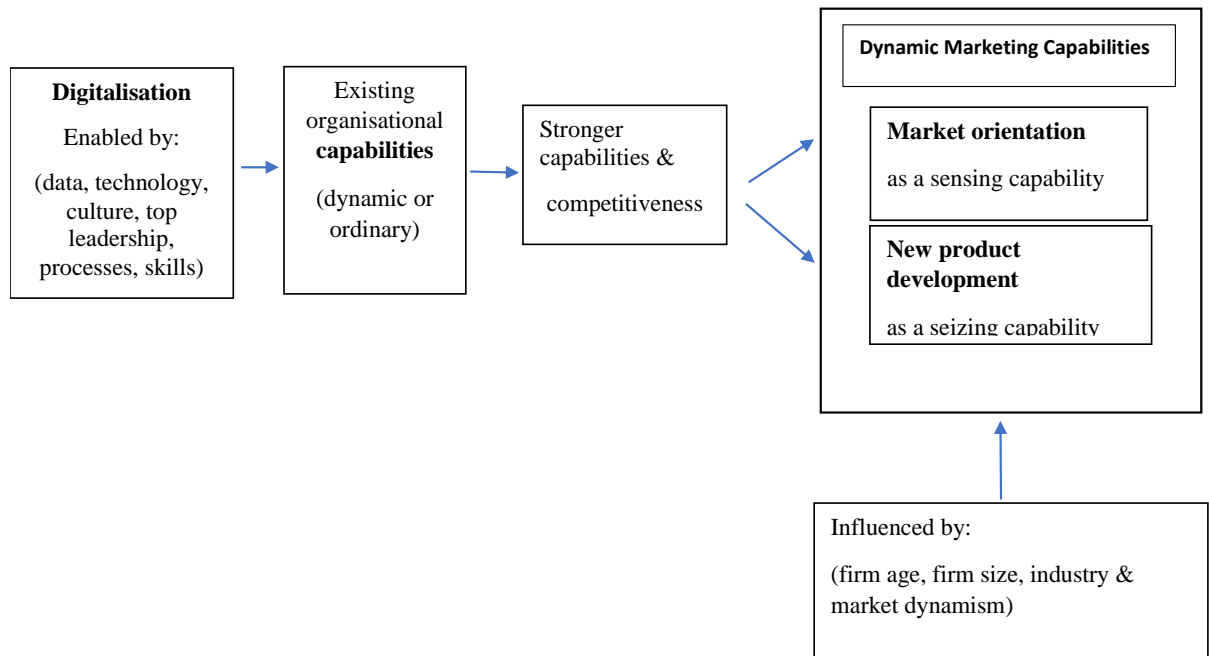 Digitalisation
Enabled by:
(data, technology,
culture, top
leadership,
processes, skills)
Existing
organisational
capabilities
(dynamic or
ordinary)
Stronger
capabilities &
competitiveness
Dynamic Marketing Capabilities
Market orientation
as a sensing capability
New product
development
as a seizing capability
Influenced by:
(firm age, firm size, industry &
market dynamism)